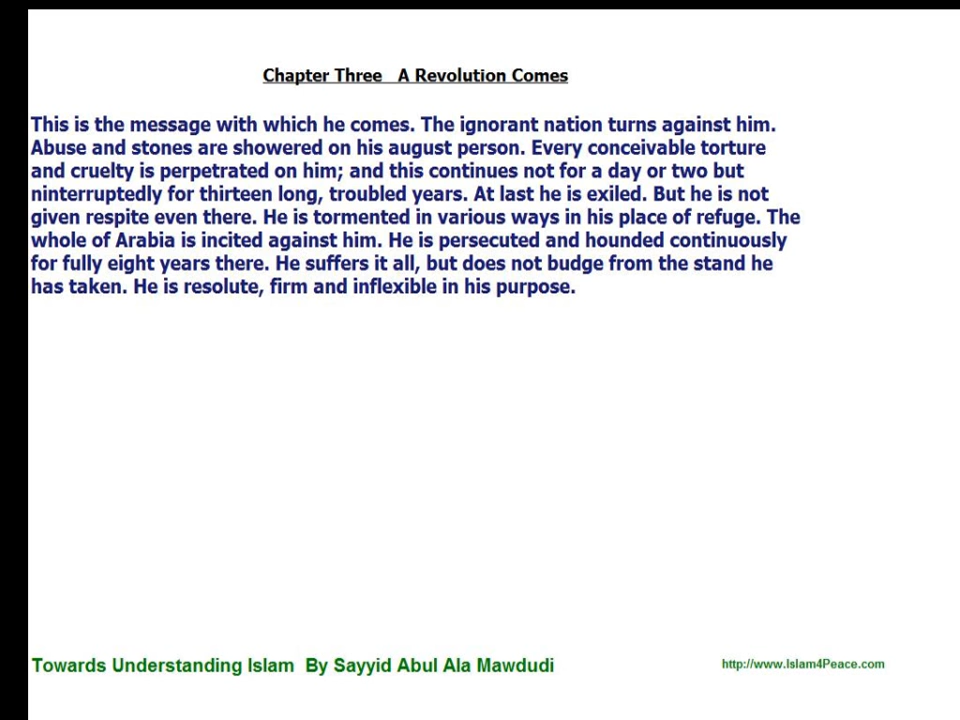 Chapter Three A Revolution Comes
This is the message with which he comes. The ignorant nation turns against him.
Abuse and stones are showered on his august person. Every conceivable torture
and cruelty is perpetrated on him; and this continues not for a day or two but
ninterruptedly for thirteen long, troubled years. At last he is exiled. But he is not
given respite even there. He is tormented in various ways in his place of refuge. The
whole of Arabia is incited against him. He is persecuted and hounded continuously
for fully eight years there. He suffers it all, but does not budge from the stand he
has taken. He is resolute, firm and inflexible in his purpose.
Towards Understanding Islam By Sayyid Abul Ala Mawdudi
http://www.Islam4Peace.com